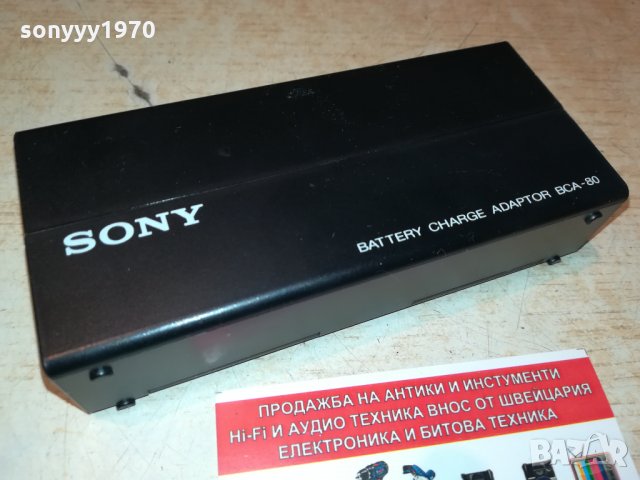 sonyyy1970
SONY
BATTERY CHARGE ADAPTOR BCA-80
ПРОДАЖБА НА АНТИКИ И ИНСТУМЕНТИ
Hi-Fi И АУДИО ТЕХНИКА ВНОС ОТ ШВЕЙЦАРИЯ
ЕЛЕКТРОНИКА И БИТОВА ТЕХНИКА
BAZAR